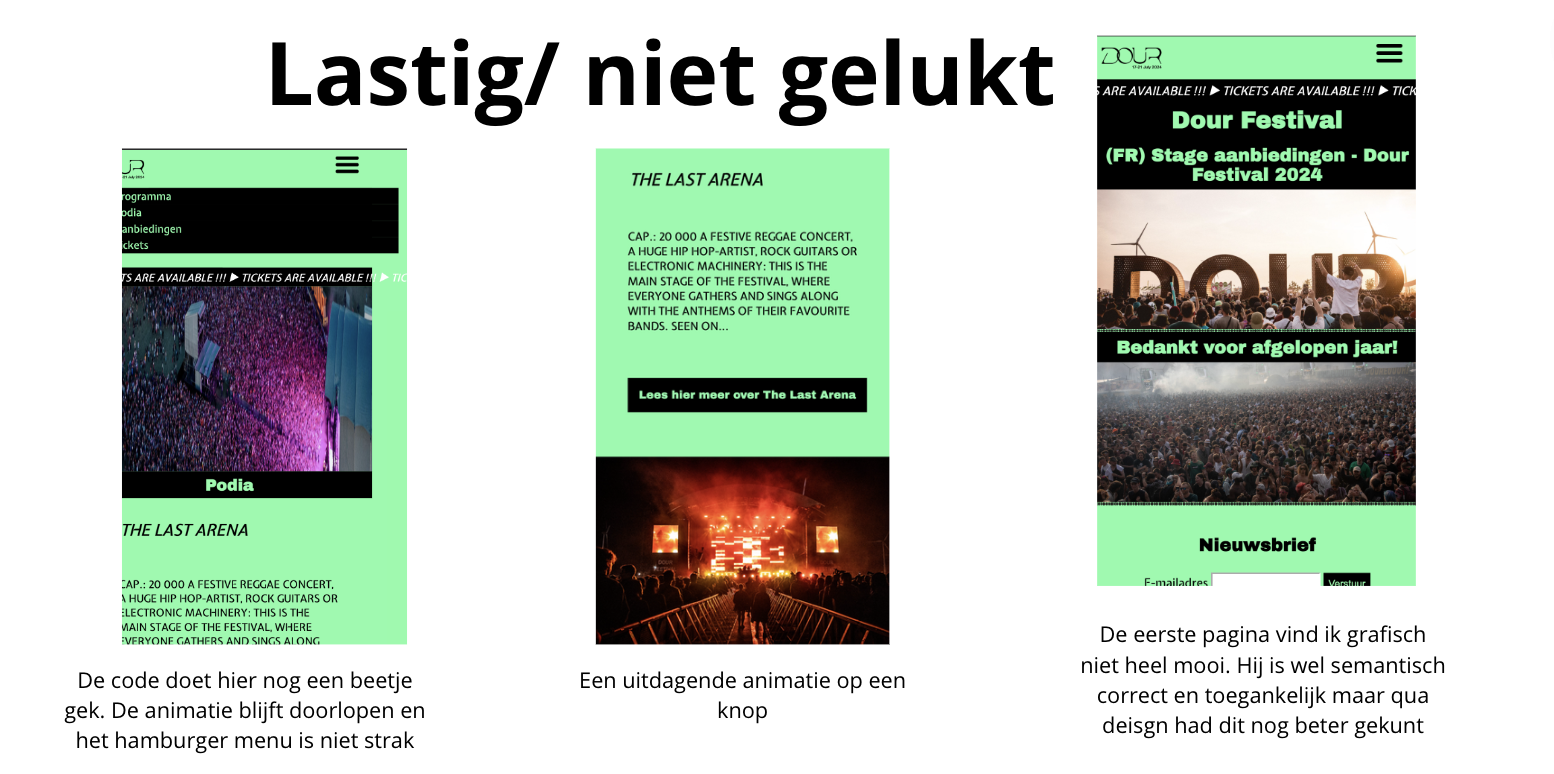 Lastig/ niet gelukt
UR
21 July 2024
rogramma
odia
anbiedingen
ickets
TS ARE AVAILABLE !!! ▶ TICKETS ARE AVAILABLE !!! ▶ TIC
Podia
THE LAST ARENA
CAP.: 20 000 A FESTIVE REGGAE CONCERT,
A HUGE HIP HOP-ARTIST, ROCK GUITARS OR
ELECTRONIC MACHINERY: THIS IS THE
MAIN STAGE OF THE FESTIVAL, WHERE
EVERYONE GATHERS AND SINGS ALONG
De code doet hier nog een beetje
gek. De animatie blijft doorlopen en
het hamburger menu is niet strak
THE LAST ARENA
CAP.: 20 000 A FESTIVE REGGAE CONCERT,
A HUGE HIP HOP-ARTIST, ROCK GUITARS OR
ELECTRONIC MACHINERY: THIS IS THE
MAIN STAGE OF THE FESTIVAL, WHERE
EVERYONE GATHERS AND SINGS ALONG
WITH THE ANTHEMS OF THEIR FAVOURITE
BANDS. SEEN ON...
Lees hier meer over The Last Arena
Een uitdagende animatie op een
knop
DOUR
17-21 July 2024
S ARE AVAILABLE !!! ▶ TICKETS ARE AVAILABLE !!! ▶ TICK
Dour Festival
(FR) Stage aanbiedingen - Dour
Festival 2024
DOUR
Bedankt voor afgelopen jaar!
Nieuwsbrief
E-mailadres
Verstuur
De eerste pagina vind ik grafisch
niet heel mooi. Hij is wel semantisch
correct en toegankelijk maar qua
deisgn had dit nog beter gekunt